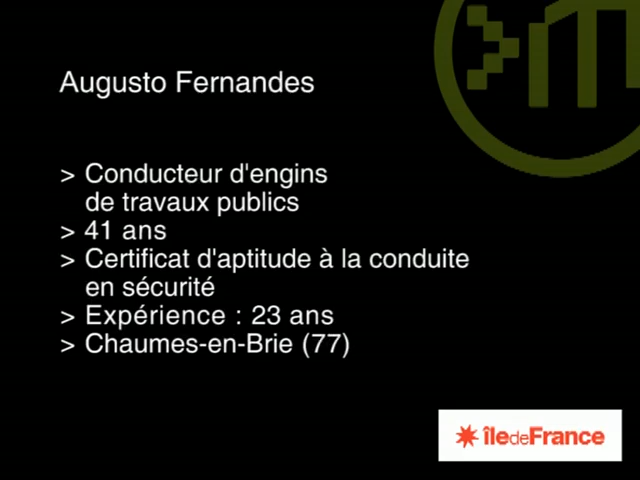 Augusto Fernandes
> Conducteur d'engins
de travaux publics
> 41 ans
> Certificat d'aptitude à la conduite
en sécurité
> Expérience : 23 ans
> Chaumes-en-Brie (77)
îledeFrance